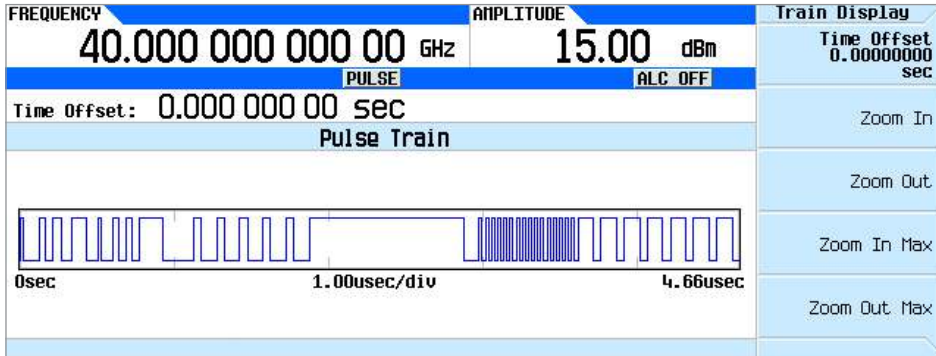 FREQUENCY
40.000 000 000 00 GHz
AMPLITUDE
15.00 dBm
PULSE
ALC OFF
Time Offset: 0.000 000 00 sec
Pulse Train
0sec
1.00usec/div
4.66usec
Train Display
Time Offset
0.00000000
sec
Zoom In
Zoom Out
Zoom In Max
Zoom Out Max